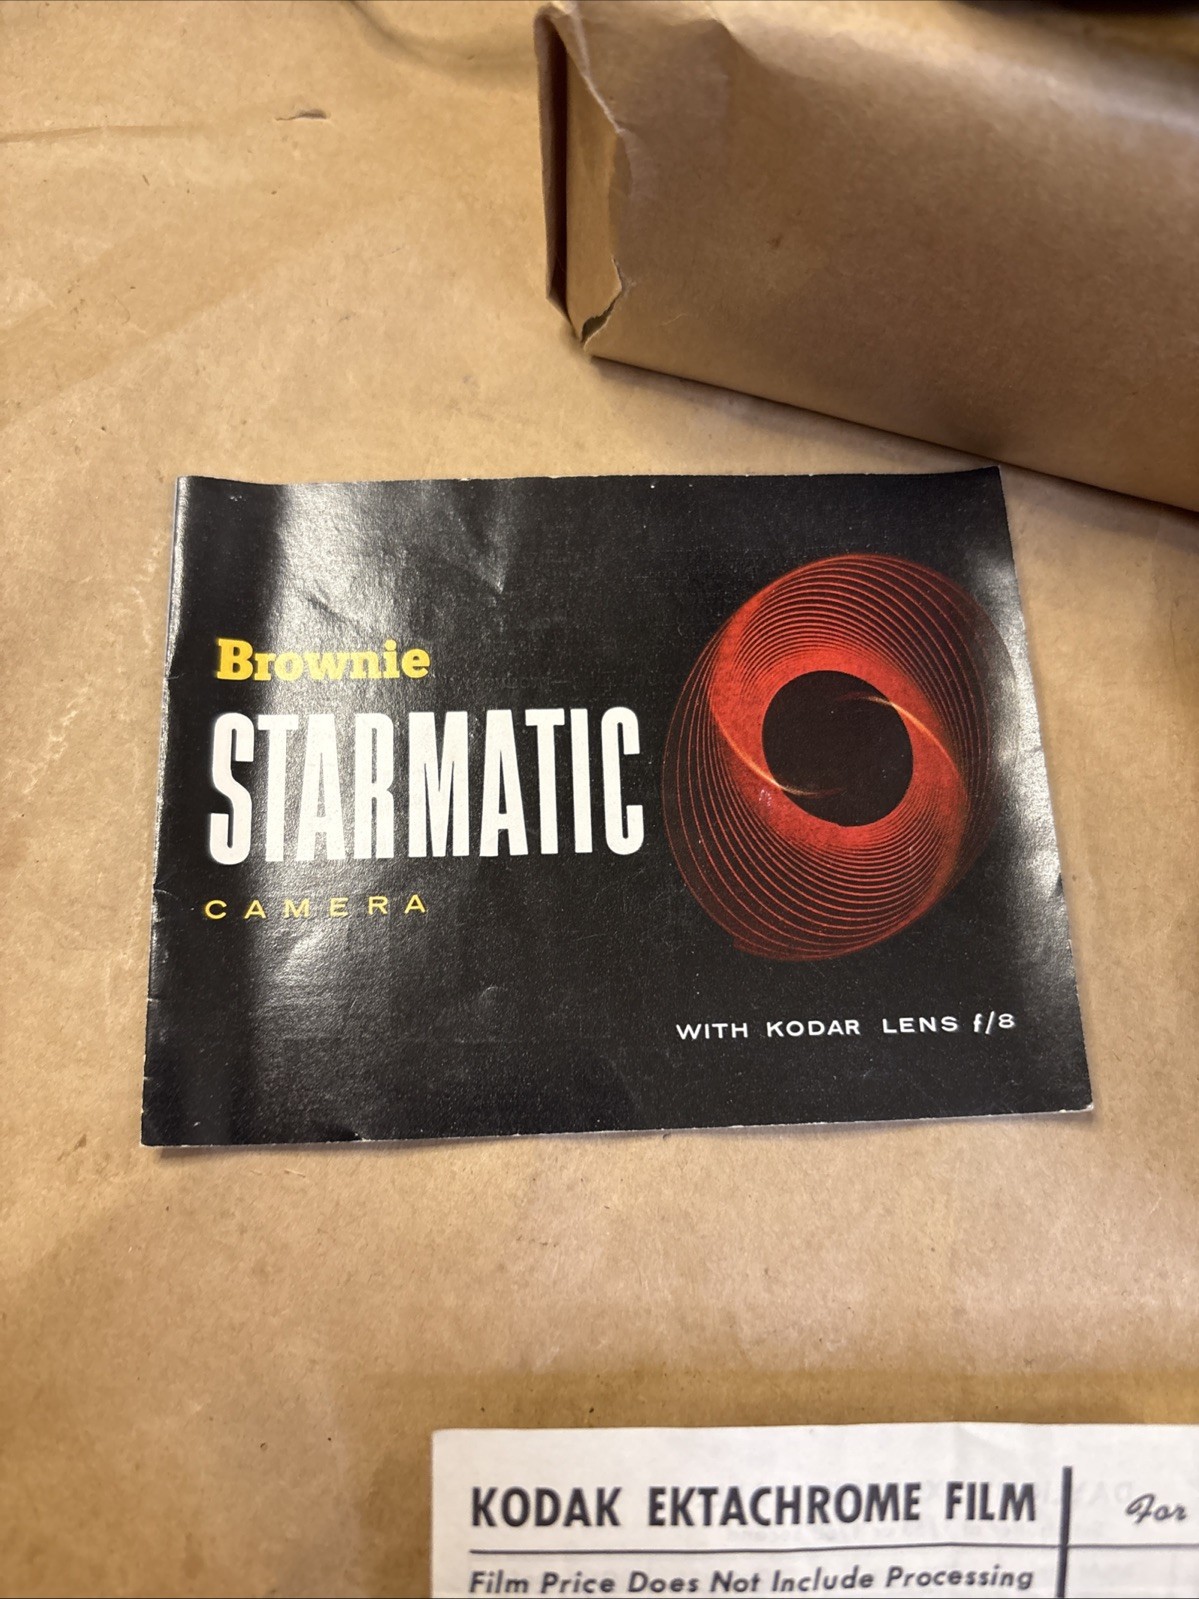 Brownie
STARMATIC
CAMERA
WITH KODAR LENS f/8
KODAK EKTACHROME FILM
For
Film Price Does Not Include Processing